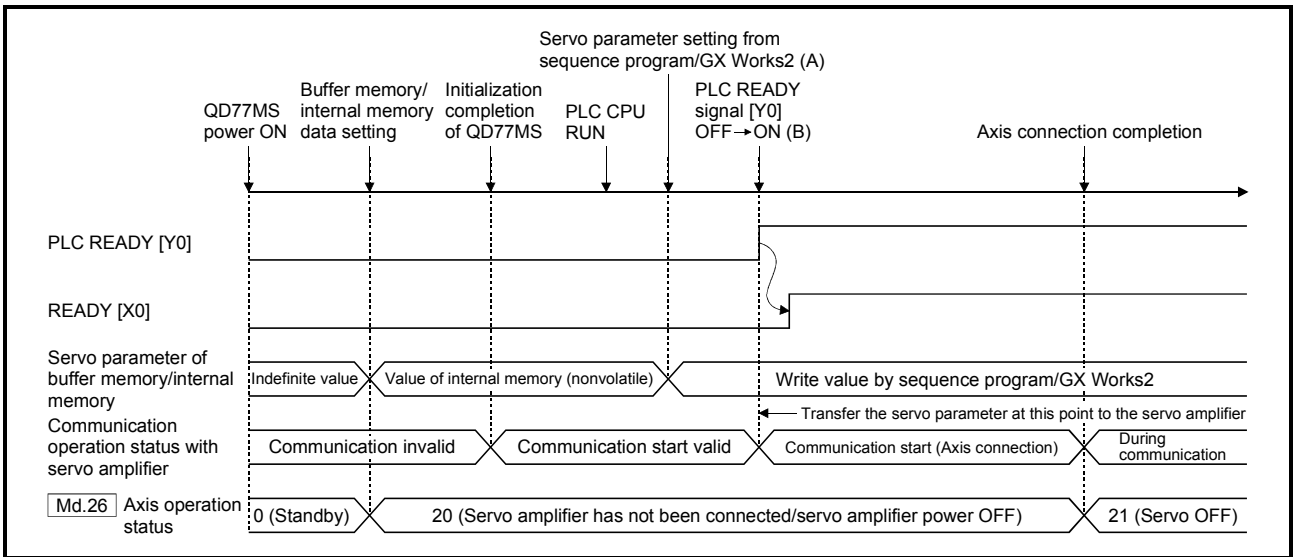 Servo parameter setting from
sequence program/GX Works2 (A)
QD77MS
power ON
Buffer memory/
internal memory
data setting
Initialization
completion
of QD77MS
PLC CPU
RUN
PLC READY
signal [Y0]
OFF→ON (B)
Axis connection completion
PLC READY [Y0]
READY [X0]
Servo parameter of
buffer memory/internal
memory
Indefinite value
Value of internal memory (nonvolatile)
Write value by sequence program/GX Works2
Transfer the servo parameter at this point to the servo amplifier
Communication
operation status with
servo amplifier
Communication invalid
Communication start valid
Communication start (Axis connection)
During
communication
Md.26 Axis operation
status
0 (Standby)
20 (Servo amplifier has not been connected/servo amplifier power OFF)
21 (Servo OFF)